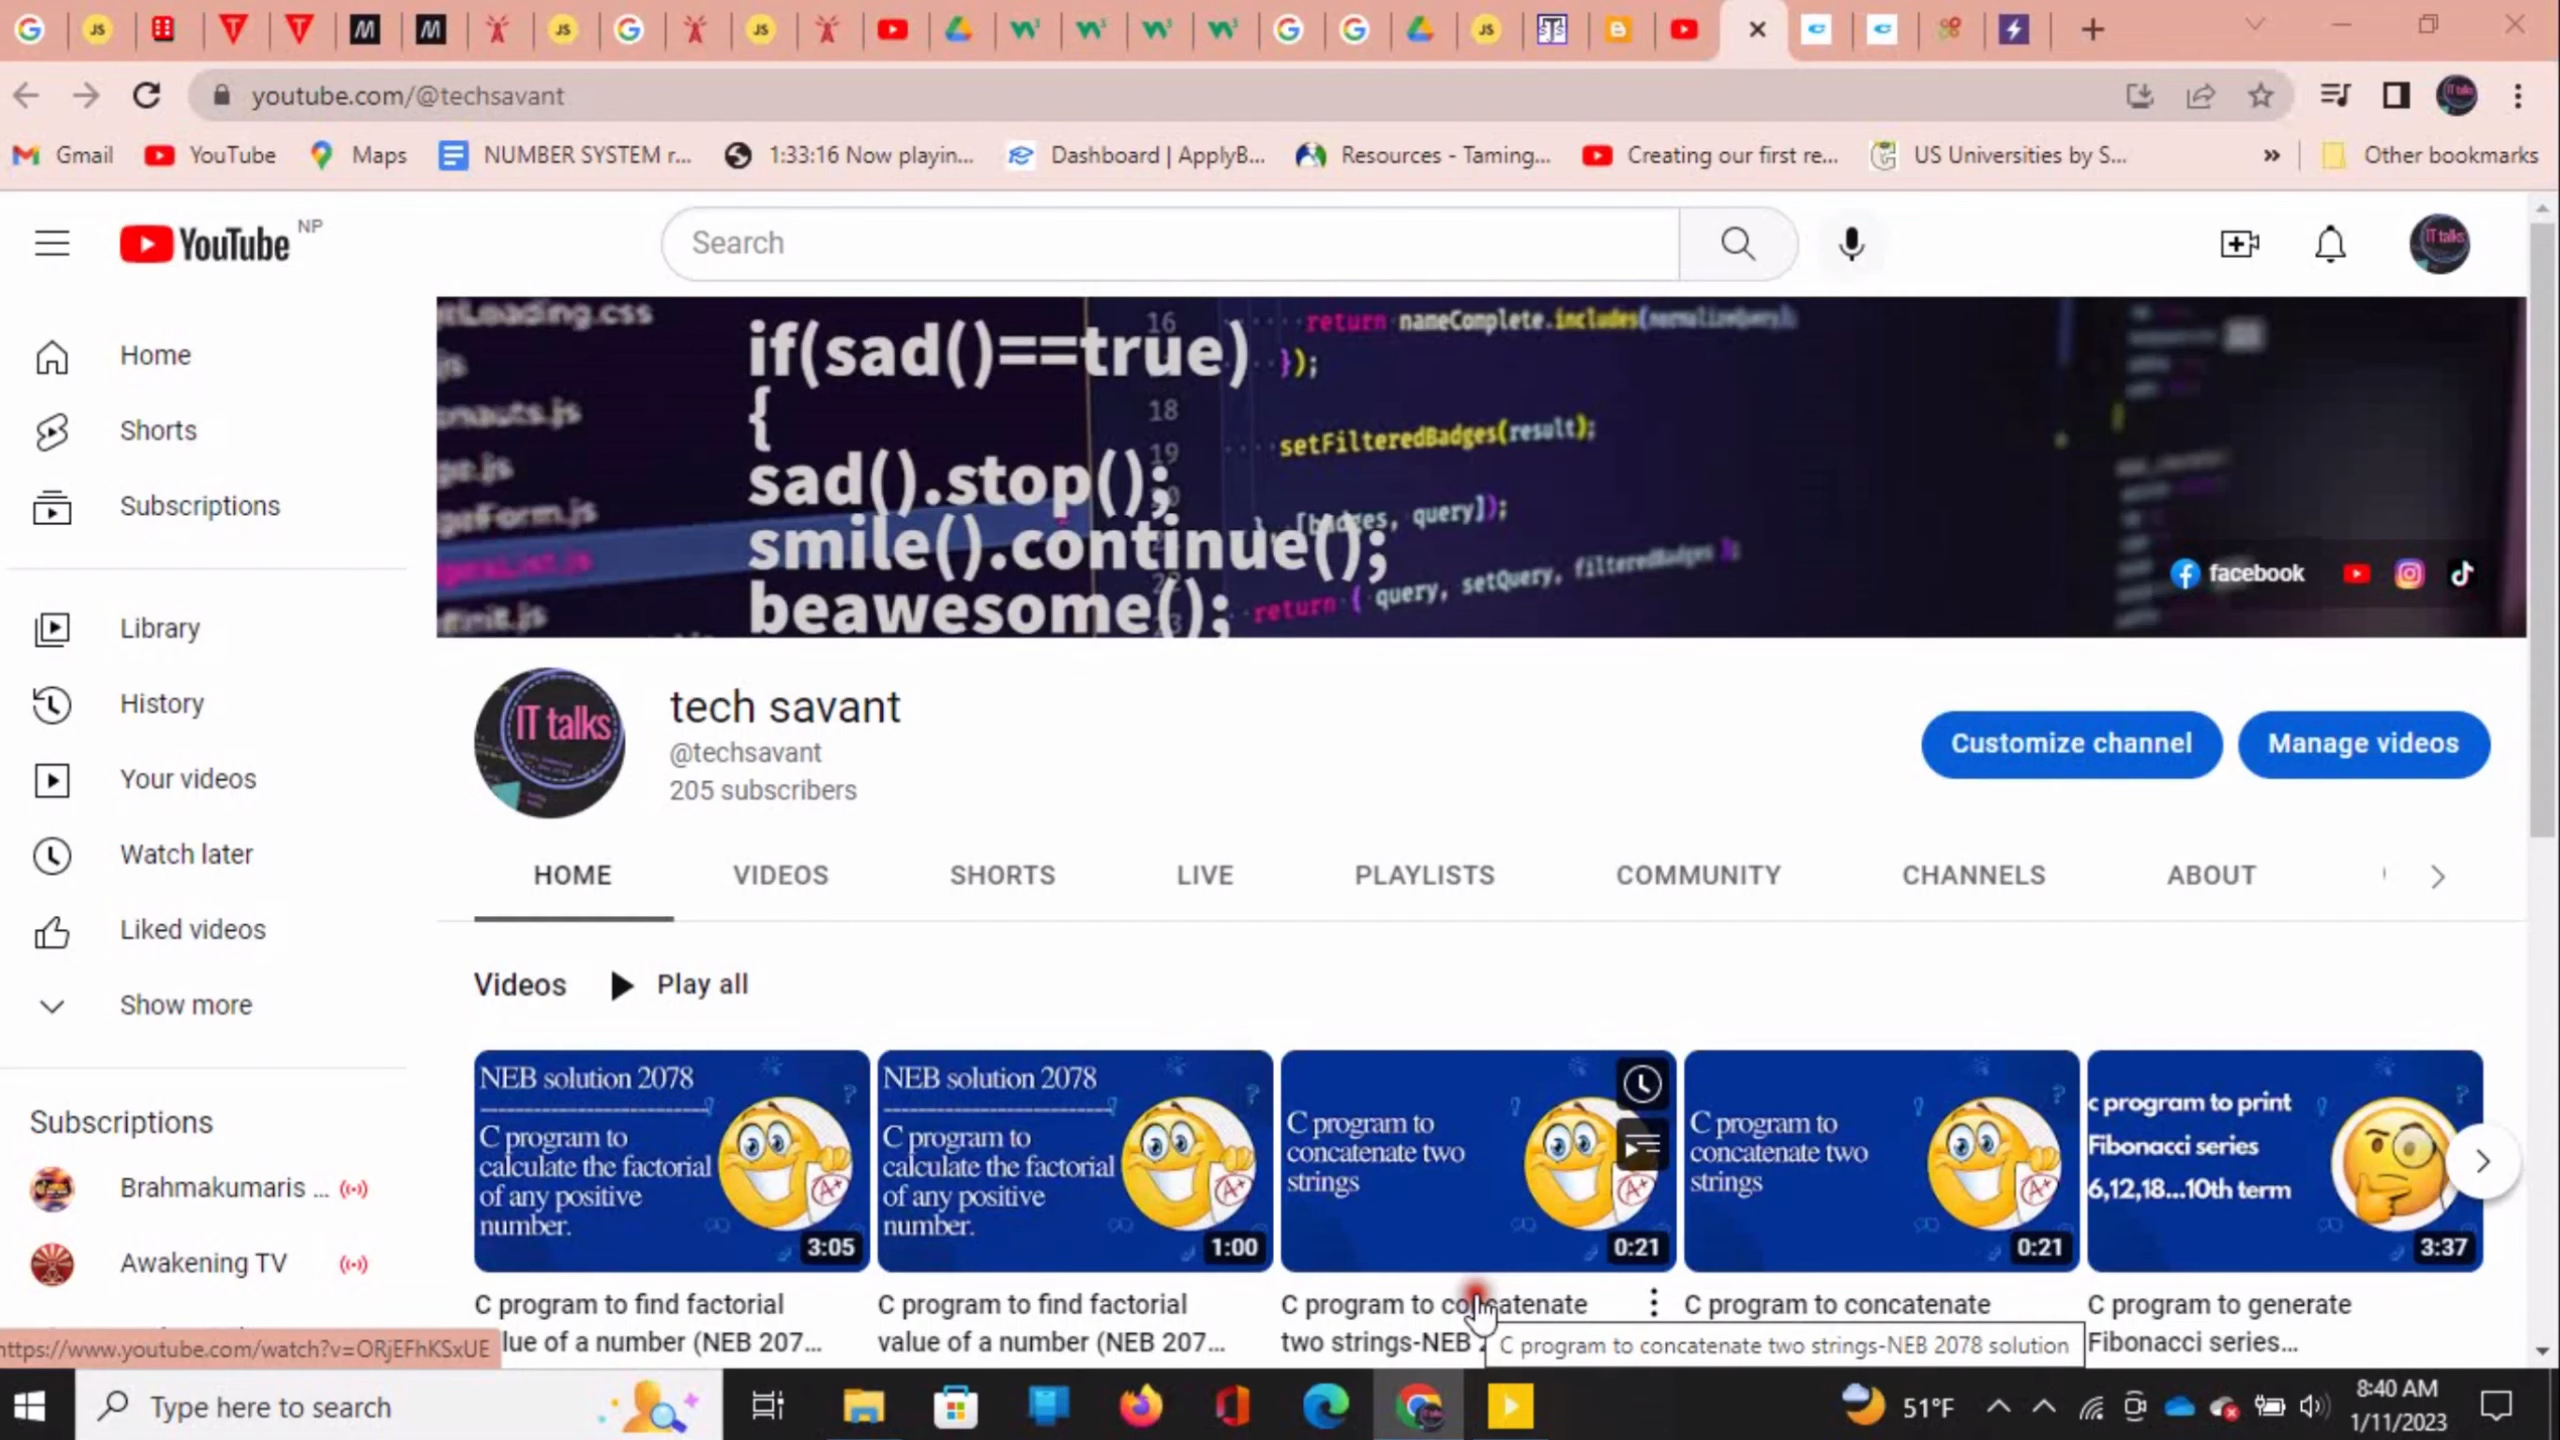 youtube.com/@techsavant
Gmail
YouTube
Maps
NUMBER SYSTEM r...
1:33:16 Now playin...
Dashboard | ApplyB...
Resources - Taming...
Creating our first re...
US Universities by S...
»
Other bookmarks
YouTube NP
Search
IT talks
Home
Shorts
Subscriptions
Library
History
Your videos
Watch later
Liked videos
Show more
Subscriptions
Brahmakumaris ...
Awakening TV
if(sad()==true)
{
sad().stop();
smile().continue();
beawesome();
16
return nameComplete.includes(
});
18
19
setFilteredBadges(result);
[badges, query]);
return { query, setQuery, filteredBadges };
facebook
IT talks
tech savant
@techsavant
205 subscribers
Customize channel
Manage videos
HOME
VIDEOS
SHORTS
LIVE
PLAYLISTS
COMMUNITY
CHANNELS
ABOUT
Videos
Play all
NEB solution 2078
C program to
calculate the factorial
of any positive
number.
3:05
NEB solution 2078
C program to
calculate the factorial
of any positive
number.
1:00
C program to
concatenate two
strings
0:21
C program to
concatenate two
strings
0:21
c program to print
Fibonacci series
6,12,18...10th term
3:37
C program to find factorial
lue of a number (NEB 207...
C program to find factorial
value of a number (NEB 207...
C program to concatenate
two strings-NEB
C program to concatenate
C program to concatenate two strings-NEB 2078 solution
C program to generate
Fibonacci series...
https://www.youtube.com/watch?v=ORjEFhKSxUE
Type here to search
51°F
8:40 AM
1/11/2023